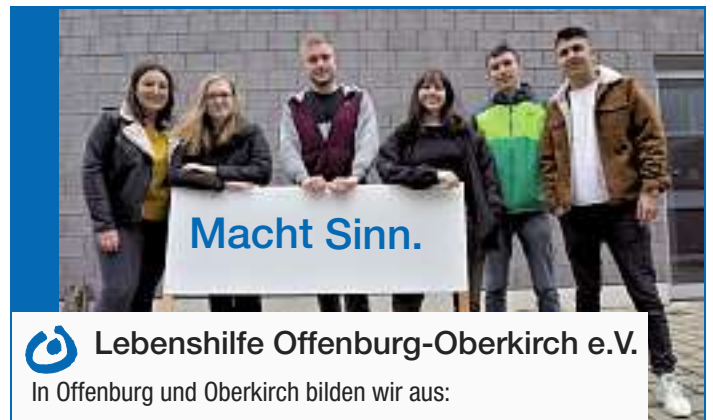 Macht Sinn.
Lebenshilfe Offenburg-Oberkirch e.V.
In Offenburg und Oberkirch bilden wir aus: